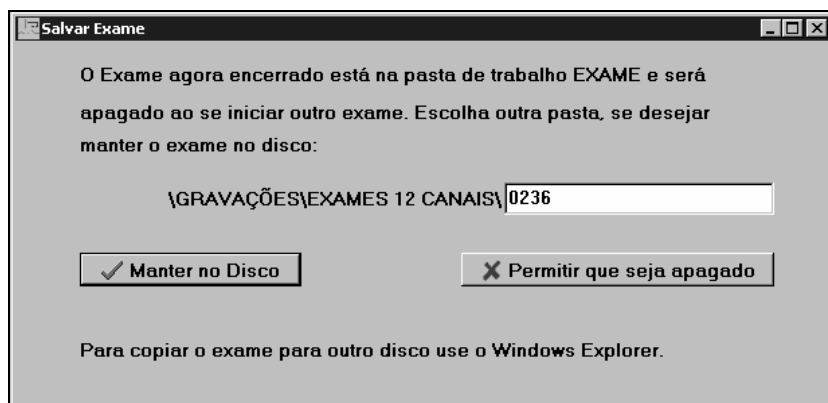 Salvar Exame
O Exame agora encerrado está na pasta de trabalho EXAME e será
apagado ao se iniciar outro exame. Escolha outra pasta, se desejar
manter o exame no disco:
\GRAVAÇÕES\EXAMES 12 CANAIS\ 0236
Manter no Disco Permitir que seja apagado
Para copiar o exame para outro disco use o Windows Explorer.